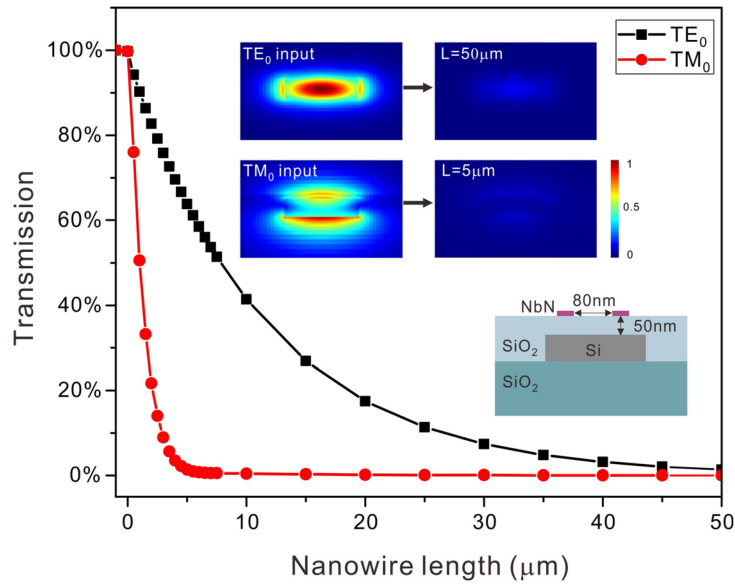 TE₀
TM₀
100%
80%
60%
40%
20%
0%
Transmission
TE₀ input
L=50μm
TM₀ input
L=5μm
1
0.5
0
NbN
80nm
50nm
SiO₂
Si
SiO₂
0
10
20
30
40
50
Nanowire length (μm)